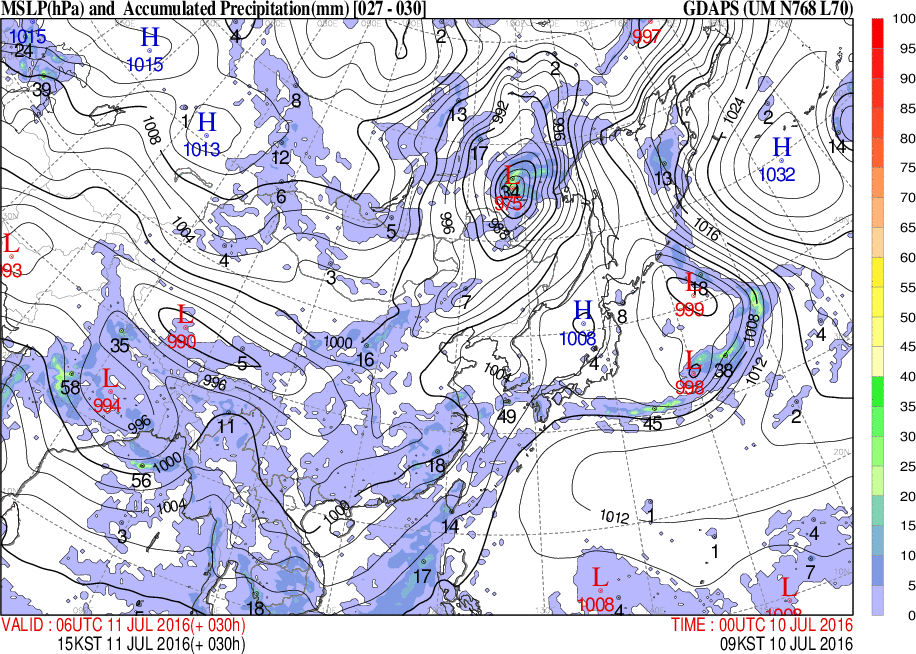 MSLP(hPa) and Accumulated Precipitation(mm) [027 - 030] GDAPS (UM N768 L70)
1015 H 4 2 997 100
24 1015 2 95
39 8 992 1024 90
1008 1 H 13 988 2 85
1013 17 H 14 80
12 L 13 1032 75
6 34 975 70
1004 5 996 988 1016 65
L 4 3 60
93 7 L 18 55
L H 8 999 1008 50
35 990 1000 1008 4 45
16 5 4 L 38 1012 40
58 L 996 998
994 49 2 35
996 11 45 30
1000 18 20N 25
56
1004 1000 14 1012 1 20
3 1 4 15
17 L L 7 10
18 1008 4 1008 5
0
VALID : 06UTC 11 JUL 2016(+ 030h) TIME : 00UTC 10 JUL 2016
15KST 11 JUL 2016(+ 030h) 09KST 10 JUL 2016